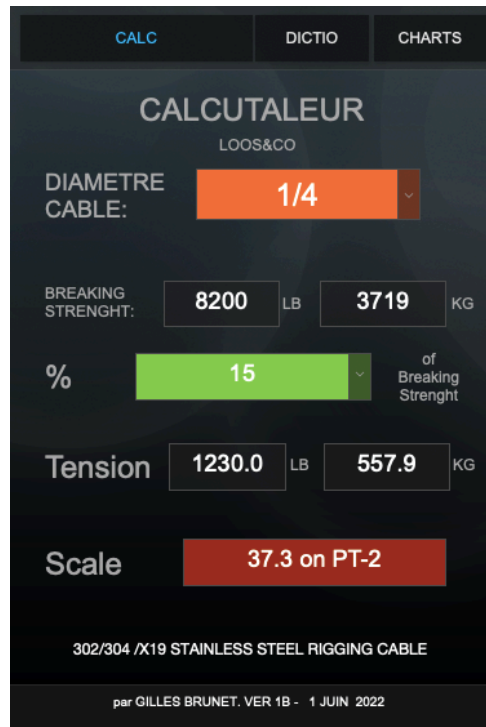 CALC DICTIO CHARTS
CALCUTALEUR
LOOS&CO
DIAMETRE
CABLE:
1/4
BREAKING
STRENGHT:
8200 LB 3719 KG
% 15
of
Breaking
Strenght
Tension 1230.0 LB 557.9 KG
Scale 37.3 on PT-2
302/304 /X19 STAINLESS STEEL RIGGING CABLE
par GILLES BRUNET. VER 1B - 1 JUIN 2022